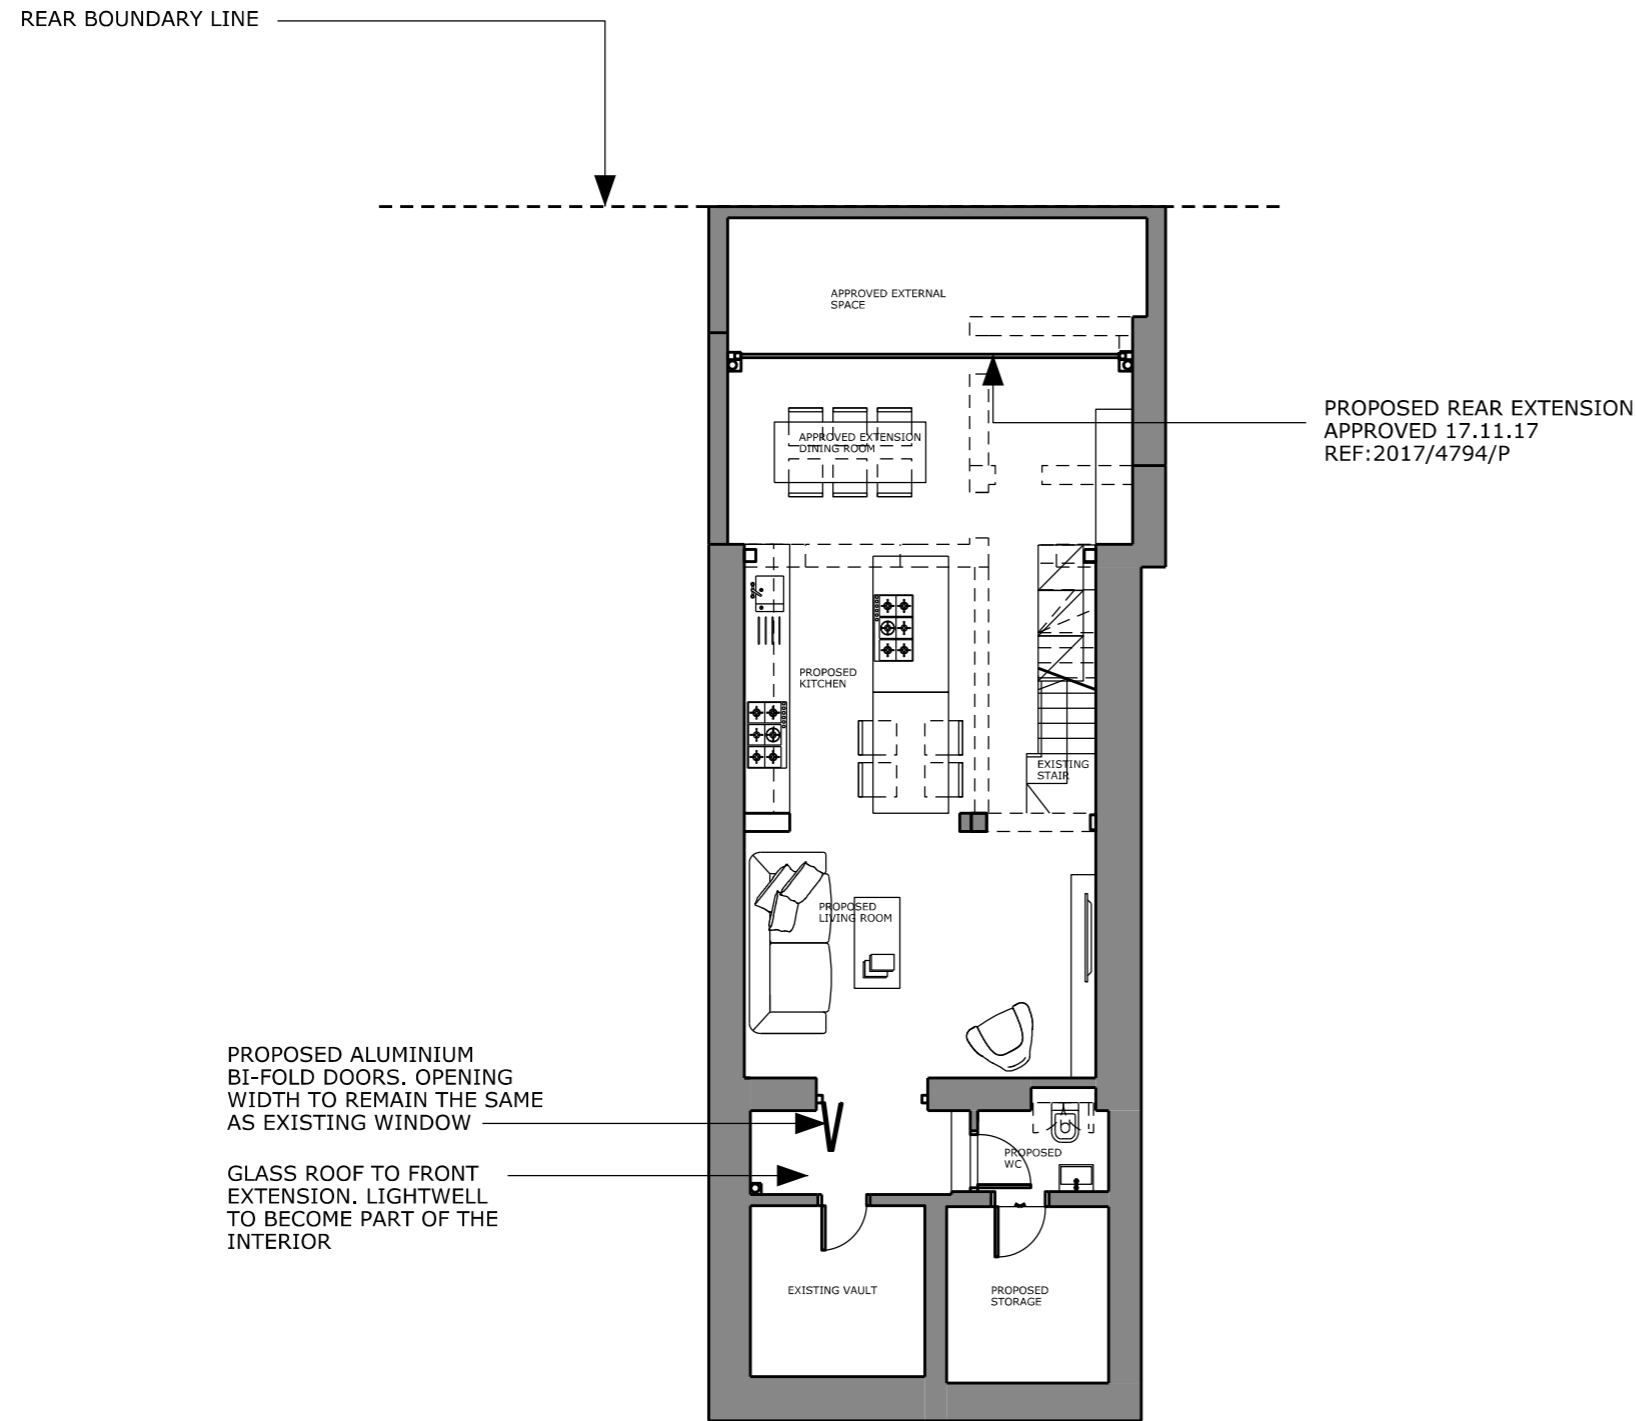 REAR BOUNDARY LINE
APPROVED EXTERNAL
SPACE
PROPOSED REAR EXTENSION
APPROVED 17.11.17
REF:2017/4794/P
APPROVED EXTENSION
DINING ROOM
PROPOSED
KITCHEN
EXISTING
STAIR
PROPOSED
LIVING ROOM
PROPOSED ALUMINIUM
BI-FOLD DOORS. OPENING
WIDTH TO REMAIN THE SAME
AS EXISTING WINDOW
PROPOSED
WC
GLASS ROOF TO FRONT
EXTENSION. LIGHTWELL
TO BECOME PART OF THE
INTERIOR
EXISTING VAULT
PROPOSED
STORAGE